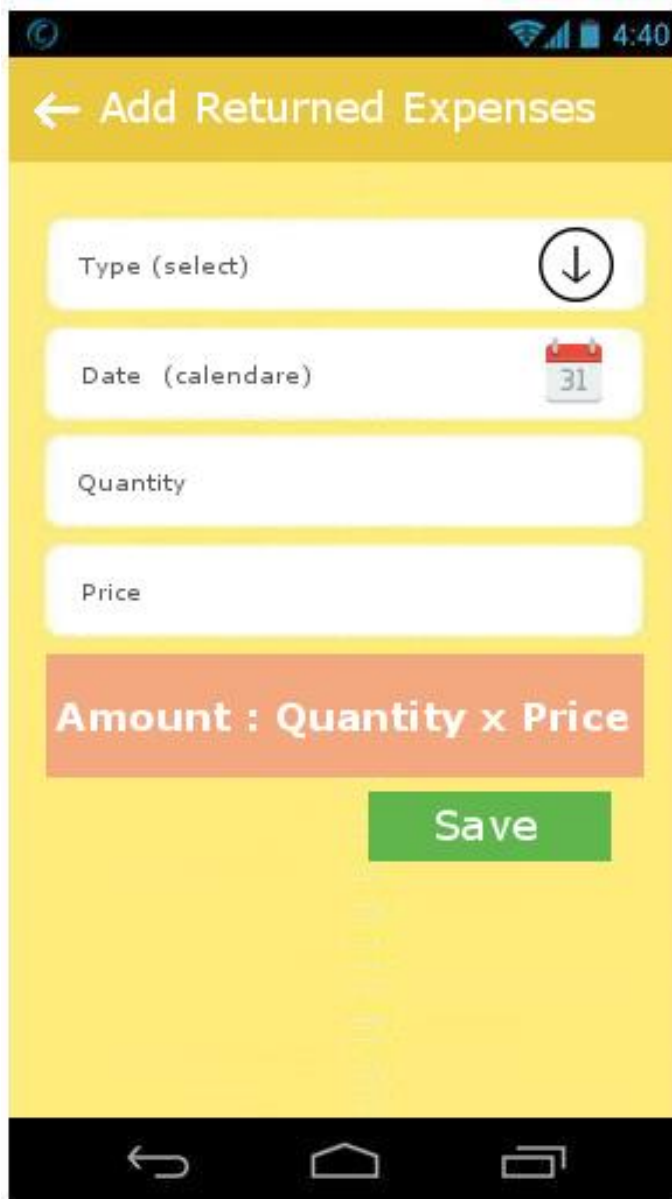 4:40
Add Returned Expenses
Type (select)
Date (calendare)
31
Quantity
Price
Amount : Quantity x Price
Save